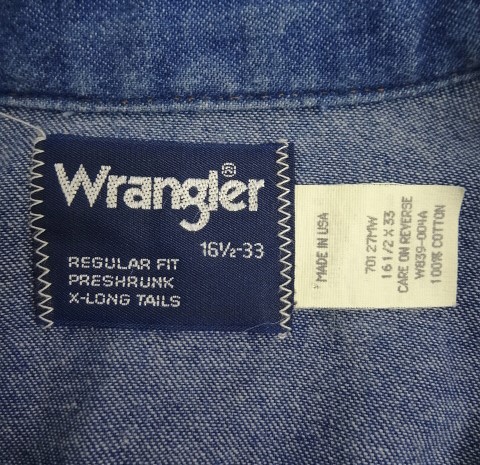 Wrangler®
16½-33
REGULAR FIT
PRESHRUNK
X-LONG TAILS
MADE IN USA
70127MW
16 1/2 X 33
CARE ON REVERSE
W839-004A
100% COTTON